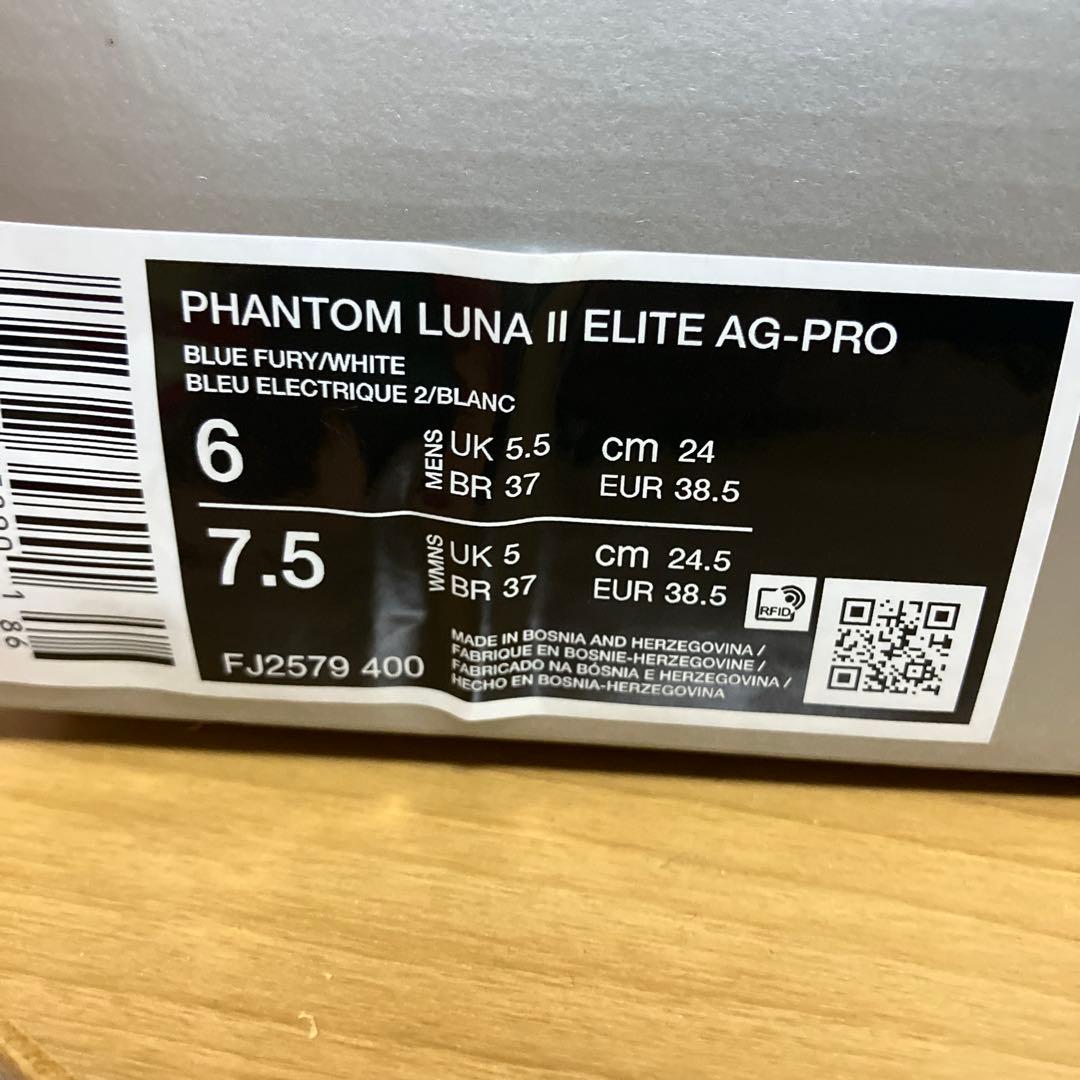 PHANTOM LUNA II ELITE AG-PRO
BLUE FURY/WHITE
BLEU ELECTRIQUE 2/BLANC
6 MENS UK 5.5 cm 24
BR 37 EUR 38.5
7.5 WMNS UK 5 cm 24.5
BR 37 EUR 38.5
RFID
FJ2579 400
MADE IN BOSNIA AND HERZEGOVINA /
FABRIQUE EN BOSNIE-HERZEGOVINE /
FABRICADO NA BÓSNIA E HERZEGOVINA /
HECHO EN BOSNIA-HERZEGOVINA